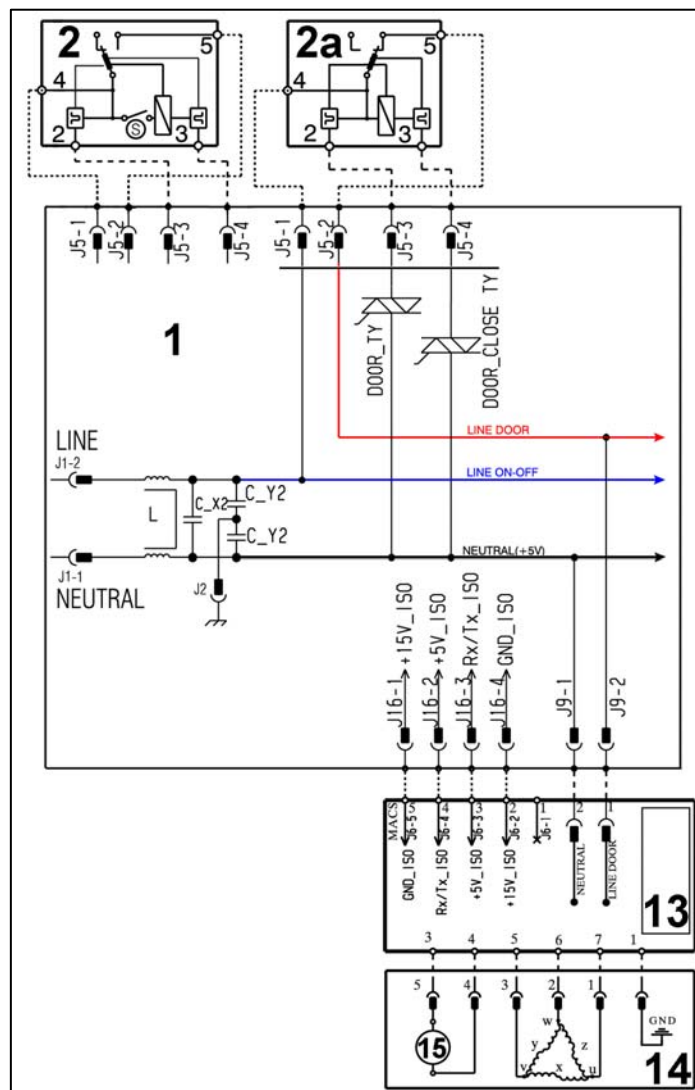 2 5
4
2 3
S
2a 5
4
2 3
J5-1 J5-2 J5-3 J5-4 J5-1 J5-2 J5-3 J5-4
1
DOOR_TY
DOOR_CLOSE TY
LINE DOOR
LINE
J1-2
LINE ON-OFF
L C_X2 C_Y2
C_Y2
J1-1
NEUTRAL
J2
NEUTRAL(+5V)
+15V_ISO +5V_ISO Rx/Tx_ISO GND_ISO
J16-1 J16-2 J16-3 J16-4 J9-1 J9-2
MACS 5 4 3 2 1 2 1
J6-5 J6-4 J6-3 J6-2 J6-1
GND_ISO Rx/Tx_ISO +5V_ISO +15V_ISO NEUTRAL LINE DOOR
13
3 4 5 6 7 1
5 4 3 2 1
15
w
y z
v x u
GND
14